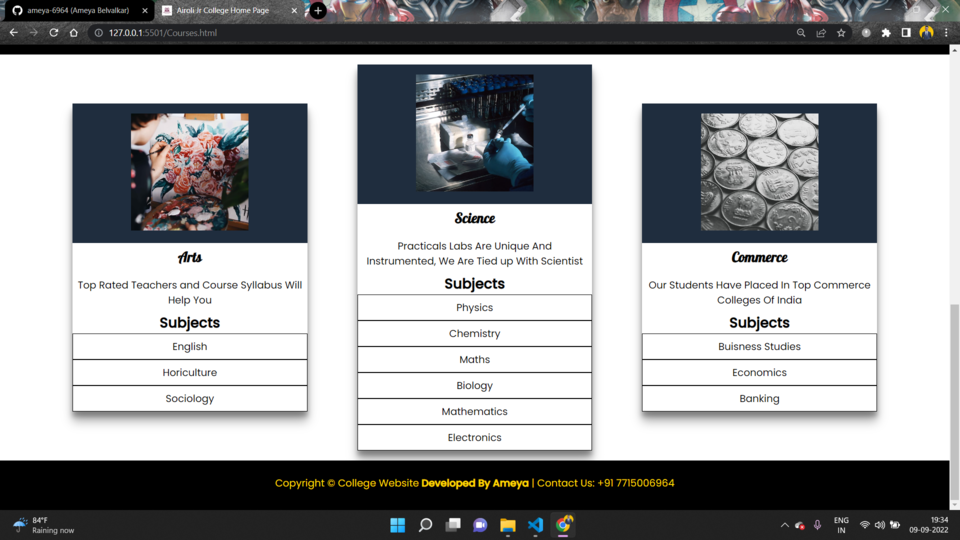 ameya-6964 (Ameya Belvalkar)
Airoli Jr College Home Page
127.0.0.1:5501/Courses.html
Arts
Top Rated Teachers and Course Syllabus Will
Help You
Subjects
English
Horiculture
Sociology
Science
Practicals Labs Are Unique And
Instrumented, We Are Tied up With Scientist
Subjects
Physics
Chemistry
Maths
Biology
Mathematics
Electronics
Commerce
Our Students Have Placed In Top Commerce
Colleges Of India
Subjects
Buisness Studies
Economics
Banking
Copyright © College Website Developed By Ameya | Contact Us: +91 7715006964
84°F
Raining now
ENG
IN
19:34
09-09-2022